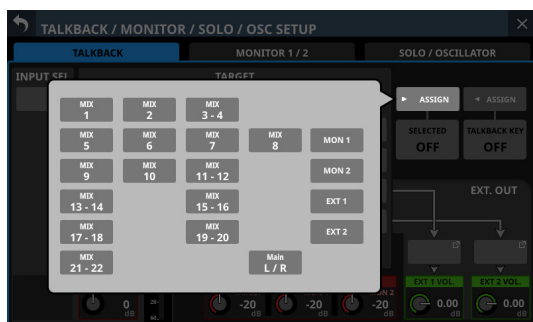 TALKBACK / MONITOR / SOLO / OSC SETUP
TALKBACK
MONITOR 1 / 2
SOLO / OSCILLATOR
INPUT SEL
TARGET
MIX
1
MIX
2
MIX
3 - 4
MIX
5
MIX
6
MIX
7
MIX
8
MON 1
MIX
9
MIX
10
MIX
11 - 12
MON 2
MIX
13 - 14
MIX
15 - 16
EXT 1
MIX
17 - 18
MIX
19 - 20
EXT 2
MIX
21 - 22
Main
L / R
ASSIGN
ASSIGN
SELECTED
OFF
TALKBACK KEY
OFF
EXT. OUT
EXT 1 VOL.
EXT 2 VOL.
0
dB
20-
60-
-20
dB
-20
dB
-20
dB
0.00
dB
0.00
dB